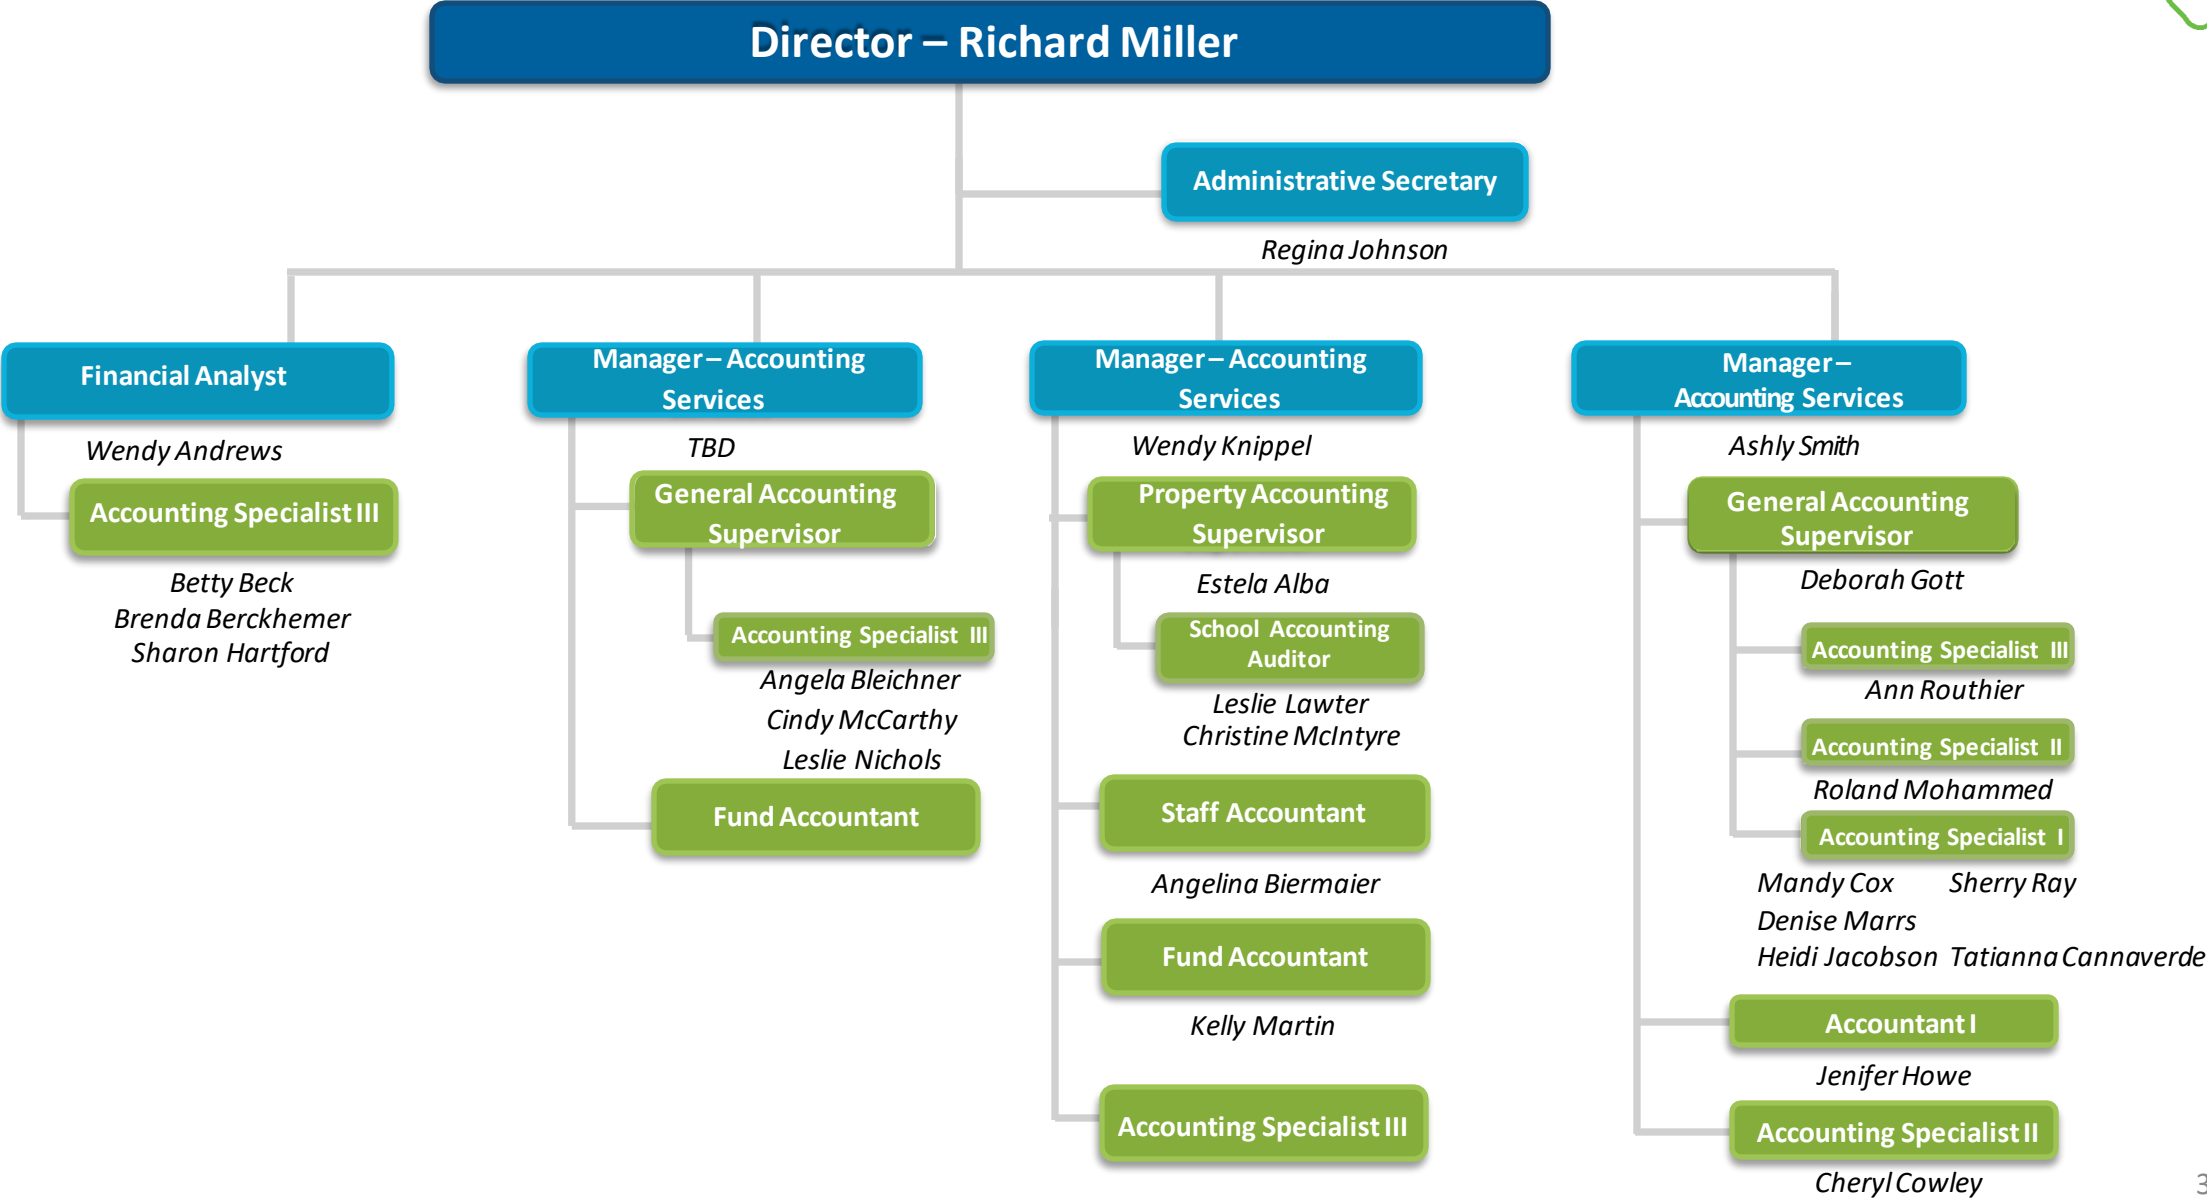 Director – Richard Miller
Administrative Secretary
Regina Johnson
Financial Analyst
Wendy Andrews
Accounting Specialist III
Betty Beck
Brenda Berckhemer
Sharon Hartford
Manager – Accounting
Services
TBD
General Accounting
Supervisor
Accounting Specialist III
Angela Bleichner
Cindy McCarthy
Leslie Nichols
Fund Accountant
Manager – Accounting
Services
Wendy Knippel
Property Accounting
Supervisor
Estela Alba
School Accounting
Auditor
Leslie Lawter
Christine McIntyre
Staff Accountant
Angelina Biermaier
Fund Accountant
Kelly Martin
Accounting Specialist III
Manager –
Accounting Services
Ashly Smith
General Accounting
Supervisor
Deborah Gott
Accounting Specialist III
Ann Routhier
Accounting Specialist II
Roland Mohammed
Accounting Specialist I
Mandy Cox Sherry Ray
Denise Marrs
Heidi Jacobson Tatianna Cannaverde
Accountant I
Jenifer Howe
Accounting Specialist II
Cheryl Cowley